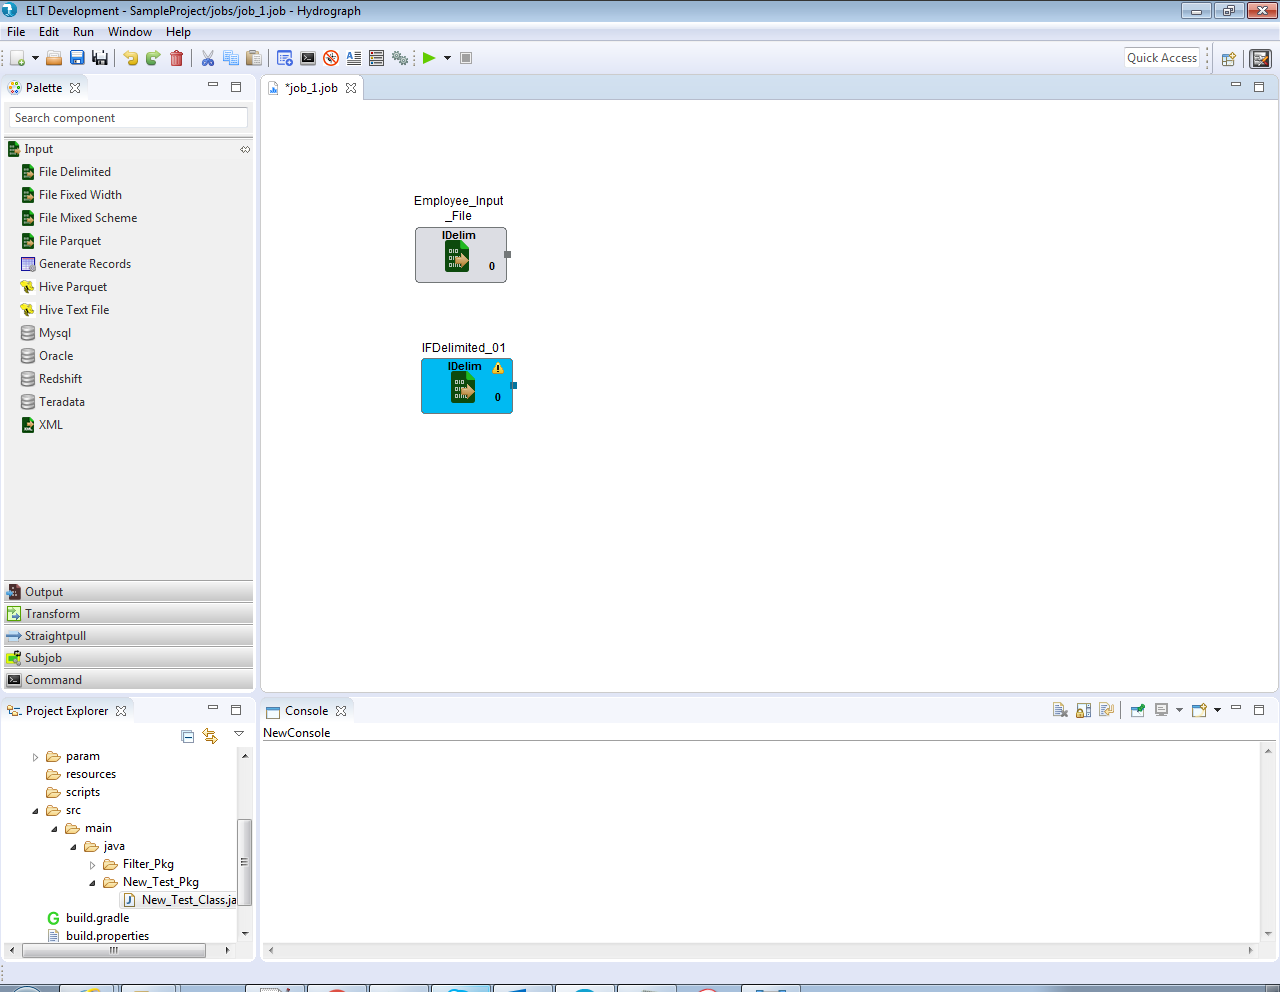 ELT Development - SampleProject/jobs/job_1.job - Hydrograph
File Edit Run Window Help
Quick Access
Palette
*job_1.job
Search component
Input
File Delimited
File Fixed Width
File Mixed Scheme
File Parquet
Generate Records
Hive Parquet
Hive Text File
Mysql
Oracle
Redshift
Teradata
XML
Output
Transform
Straightpull
Subjob
Command
Employee_Input
_File
IDelim
0
IFDelimited_01
IDelim
0
Project Explorer
param
resources
scripts
src
main
java
Filter_Pkg
New_Test_Pkg
New_Test_Class.ja
build.gradle
build.properties
Console
NewConsole